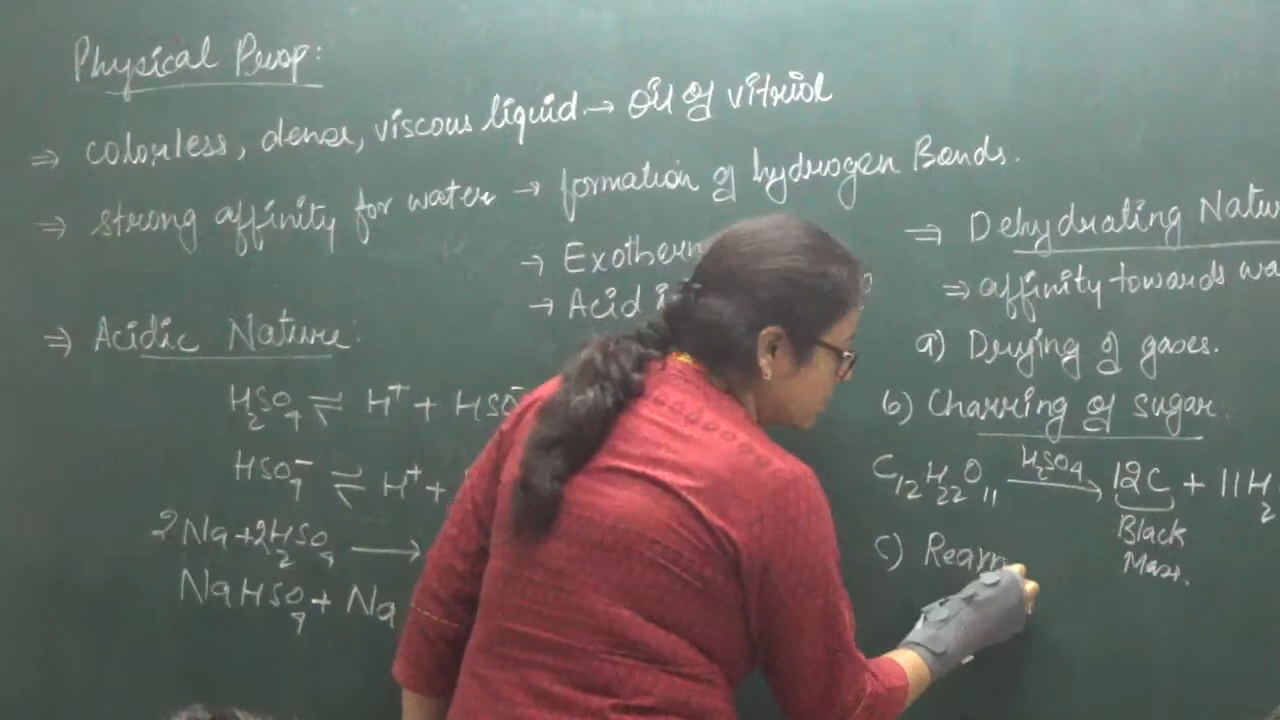 Physical Prop:
⇒ colorless, dense, viscous liquid → Oil of vitriol
⇒ strong affinity for water → formation of hydrogen Bonds.
→ Exotherm
→ Acid i
⇒ Acidic Nature:
H₂SO₄ ⇌ H⁺ + HSO₄⁻
HSO₄⁻ ⇌ H⁺ +
2Na + 2H₂SO₄ ⟶
NaHSO₄ + Na
⇒ Dehydrating Natu
⇒ affinity towards wa
a) Drying of gases.
b) Charring of sugar.
C₁₂H₂₂O₁₁ —H₂SO₄→ 12C + 11H₂
Black
Mass.
c) Rearr